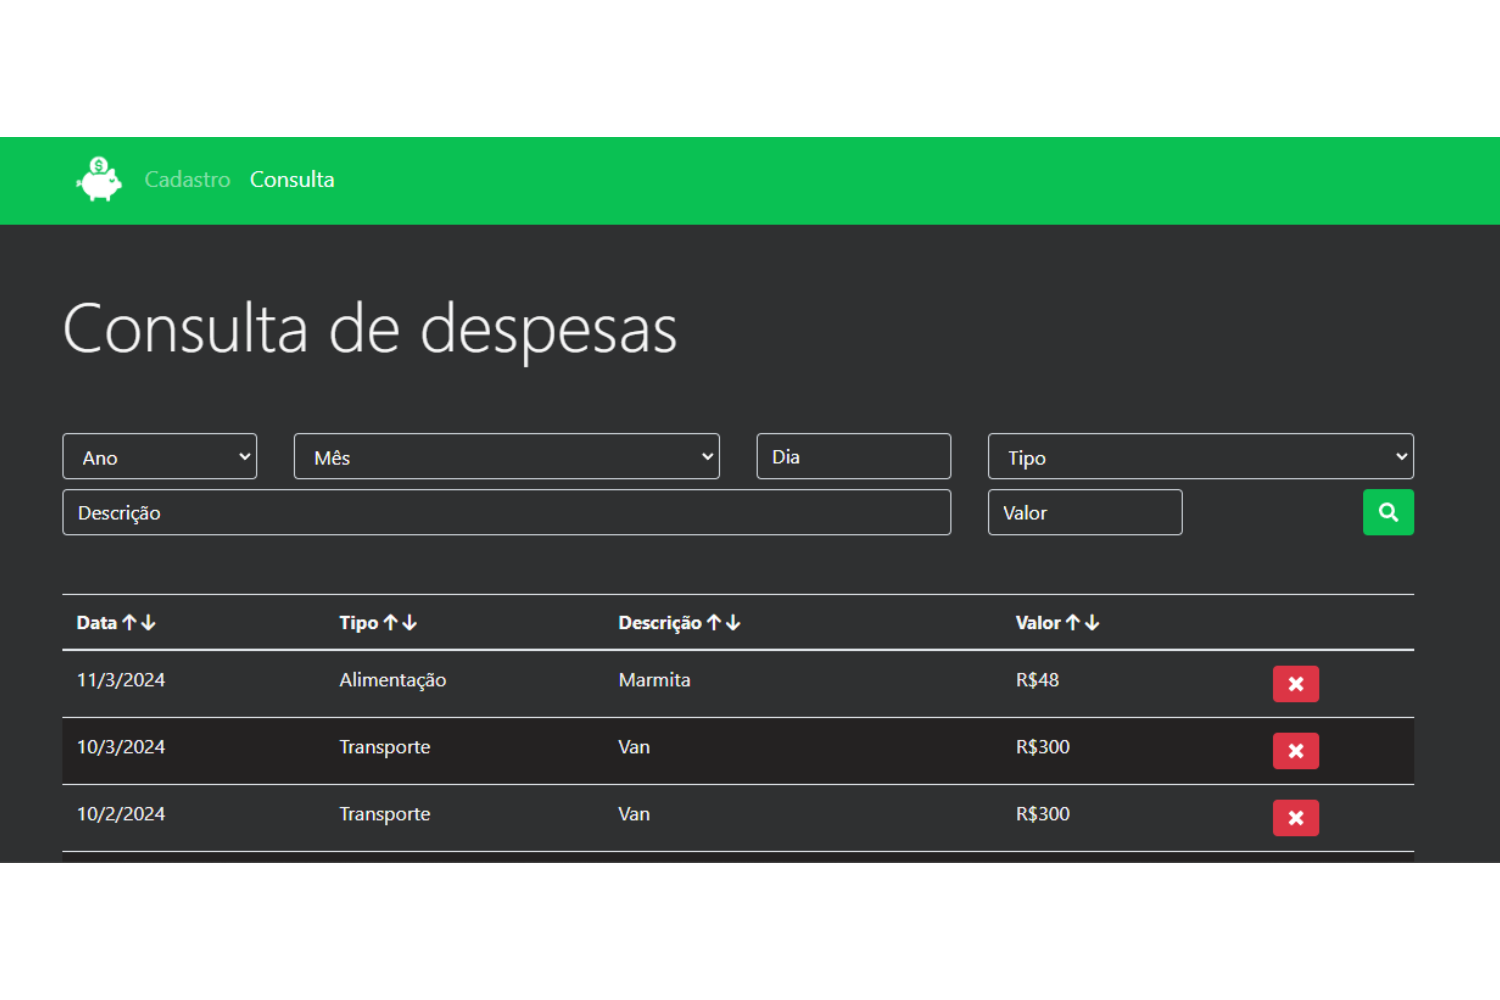 Cadastro Consulta
Consulta de despesas
Ano Mês Dia Tipo
Descrição Valor
Data Tipo Descrição Valor
11/3/2024 Alimentação Marmita R$48
10/3/2024 Transporte Van R$300
10/2/2024 Transporte Van R$300